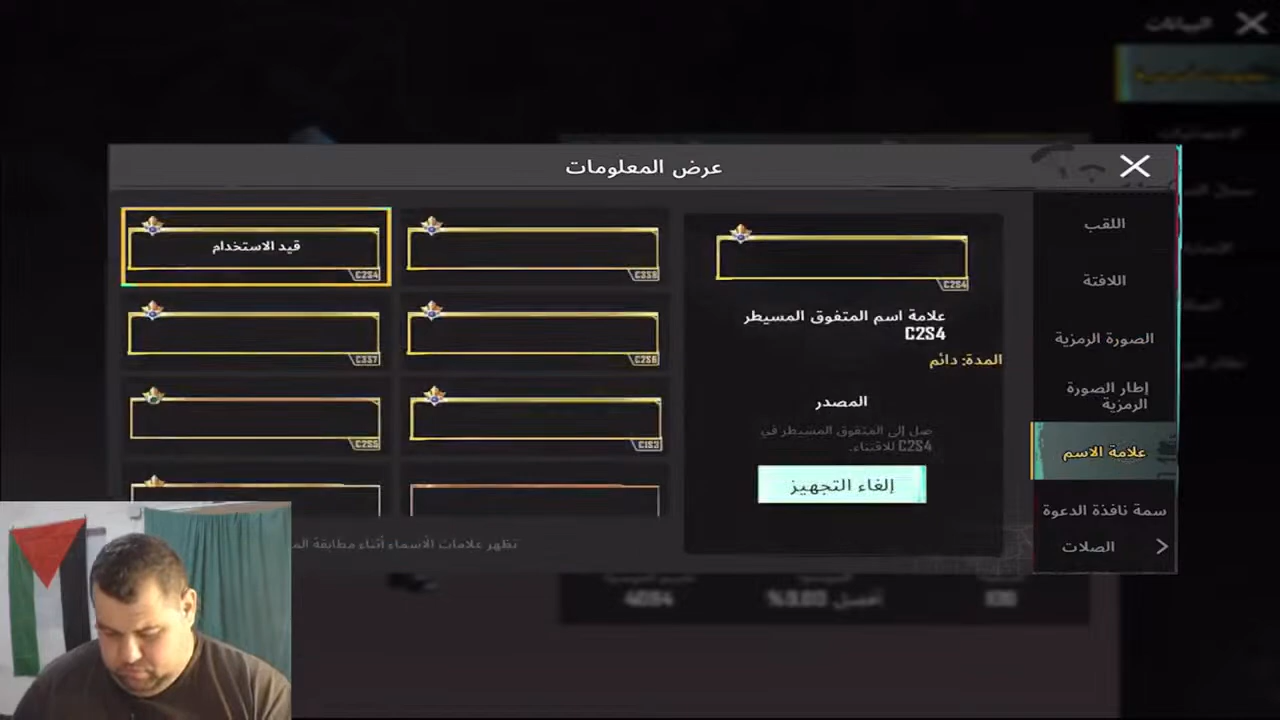 البيانات
عرض المعلومات
قيد الاستخدام
C2S4
C3S8
C3S7
C2S6
C2S5
C1S3
C2S4
علامة اسم المتفوق المسيطر
C2S4
المدة: دائم
المصدر
صل إلى المتفوق المسيطر في
C2S4 للاقتناء.
إلغاء التجهيز
اللقب
اللافتة
الصورة الرمزية
إطار الصورة
الرمزية
علامة الاسم
سمة نافذة الدعوة
الصلات
تظهر علامات الأسماء أثناء مطابقة